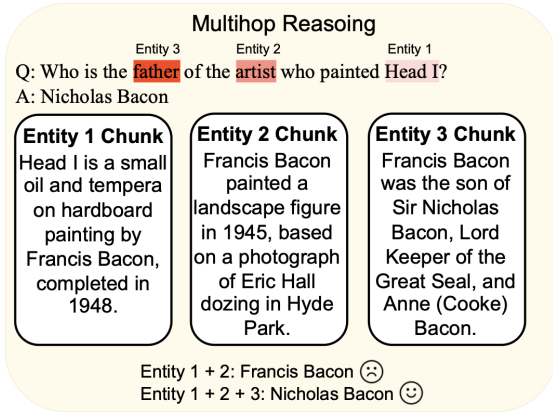 Multihop Reasoing
Entity 3 Entity 2 Entity 1
Q: Who is the father of the artist who painted Head I?
A: Nicholas Bacon
Entity 1 Chunk
Head I is a small
oil and tempera
on hardboard
painting by
Francis Bacon,
completed in
1948.
Entity 2 Chunk
Francis Bacon
painted a
landscape figure
in 1945, based
on a photograph
of Eric Hall
dozing in Hyde
Park.
Entity 3 Chunk
Francis Bacon
was the son of
Sir Nicholas
Bacon, Lord
Keeper of the
Great Seal, and
Anne (Cooke)
Bacon.
Entity 1 + 2: Francis Bacon
Entity 1 + 2 + 3: Nicholas Bacon